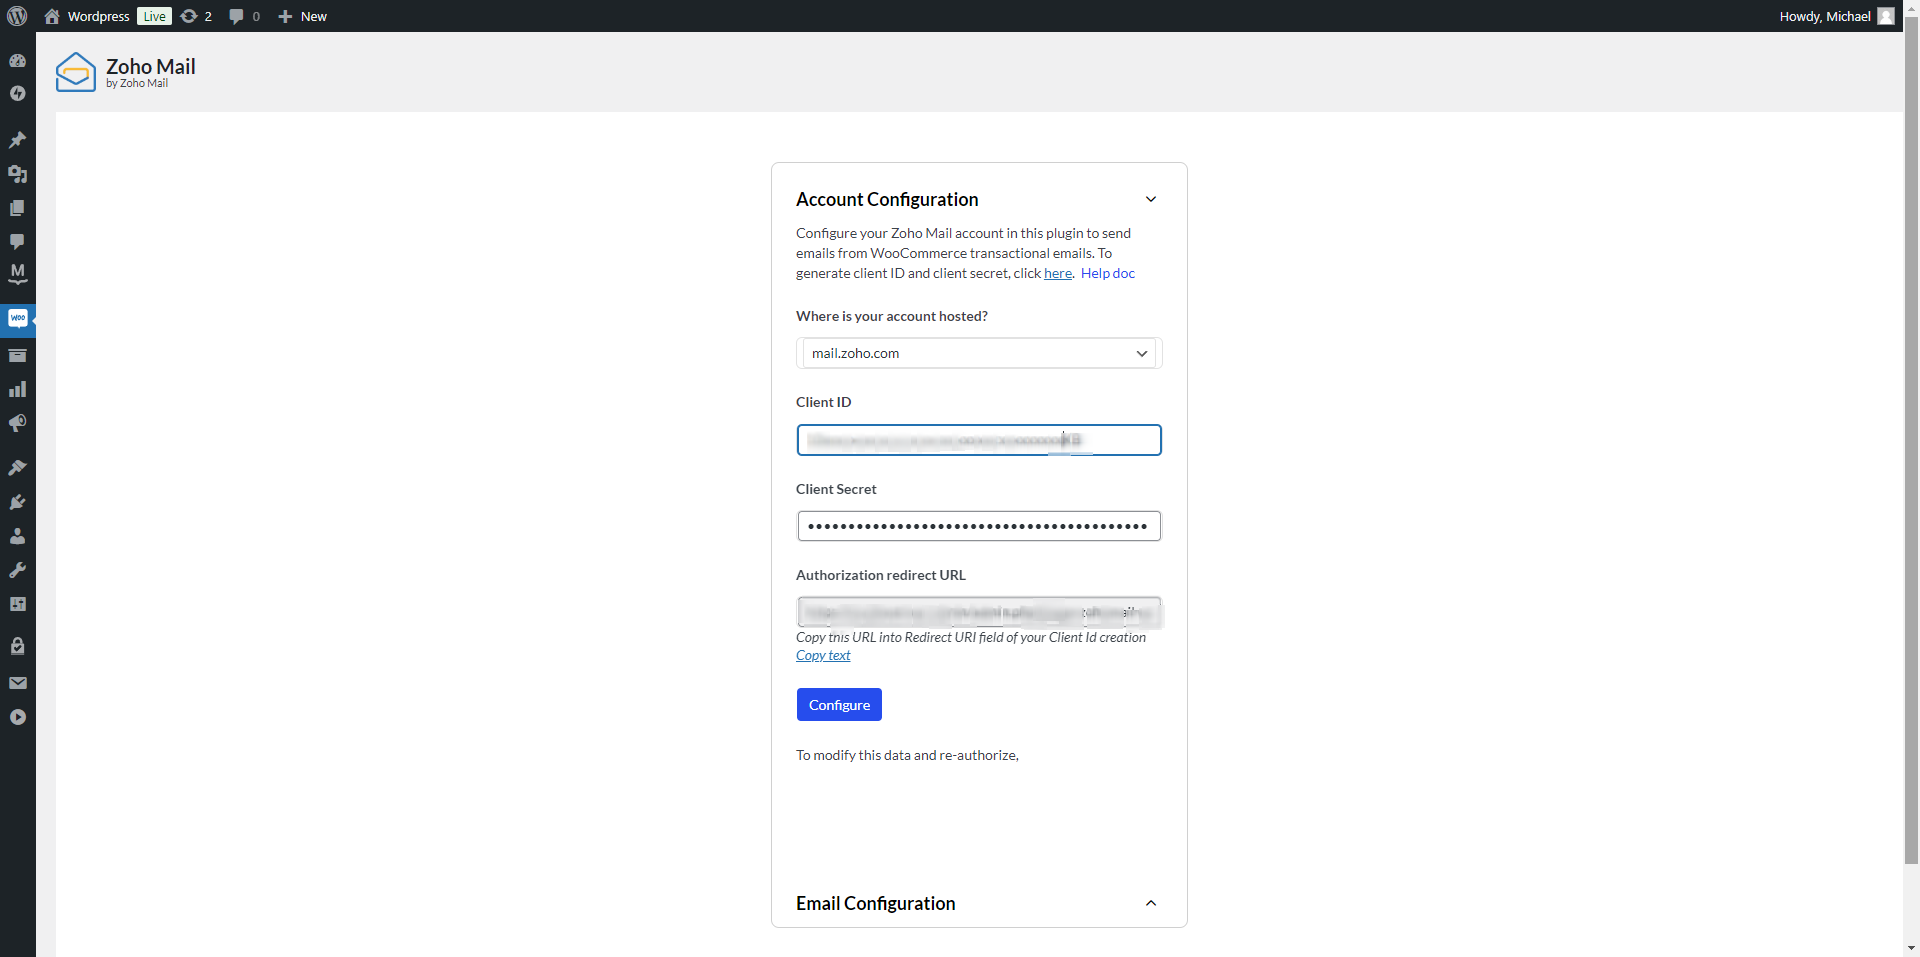 Wordpress Live 2 0 New Howdy, Michael
Zoho Mail
by Zoho Mail
Account Configuration
Configure your Zoho Mail account in this plugin to send
emails from WooCommerce transactional emails. To
generate client ID and client secret, click here. Help doc
Where is your account hosted?
mail.zoho.com
Client ID
Client Secret
••••••••••••••••••••••••••••••••••••••••••
Authorization redirect URL
Copy this URL into Redirect URI field of your Client Id creation
Copy text
Configure
To modify this data and re-authorize,
Email Configuration